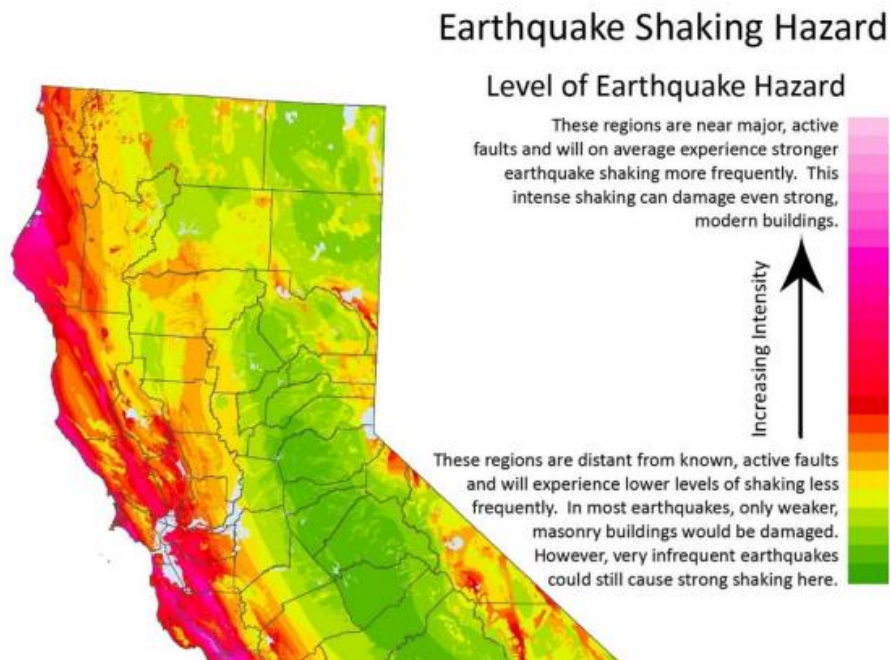 Earthquake Shaking Hazard
Level of Earthquake Hazard
These regions are near major, active
faults and will on average experience stronger
earthquake shaking more frequently. This
intense shaking can damage even strong,
modern buildings.
Increasing Intensity
These regions are distant from known, active faults
and will experience lower levels of shaking less
frequently. In most earthquakes, only weaker,
masonry buildings would be damaged.
However, very infrequent earthquakes
could still cause strong shaking here.